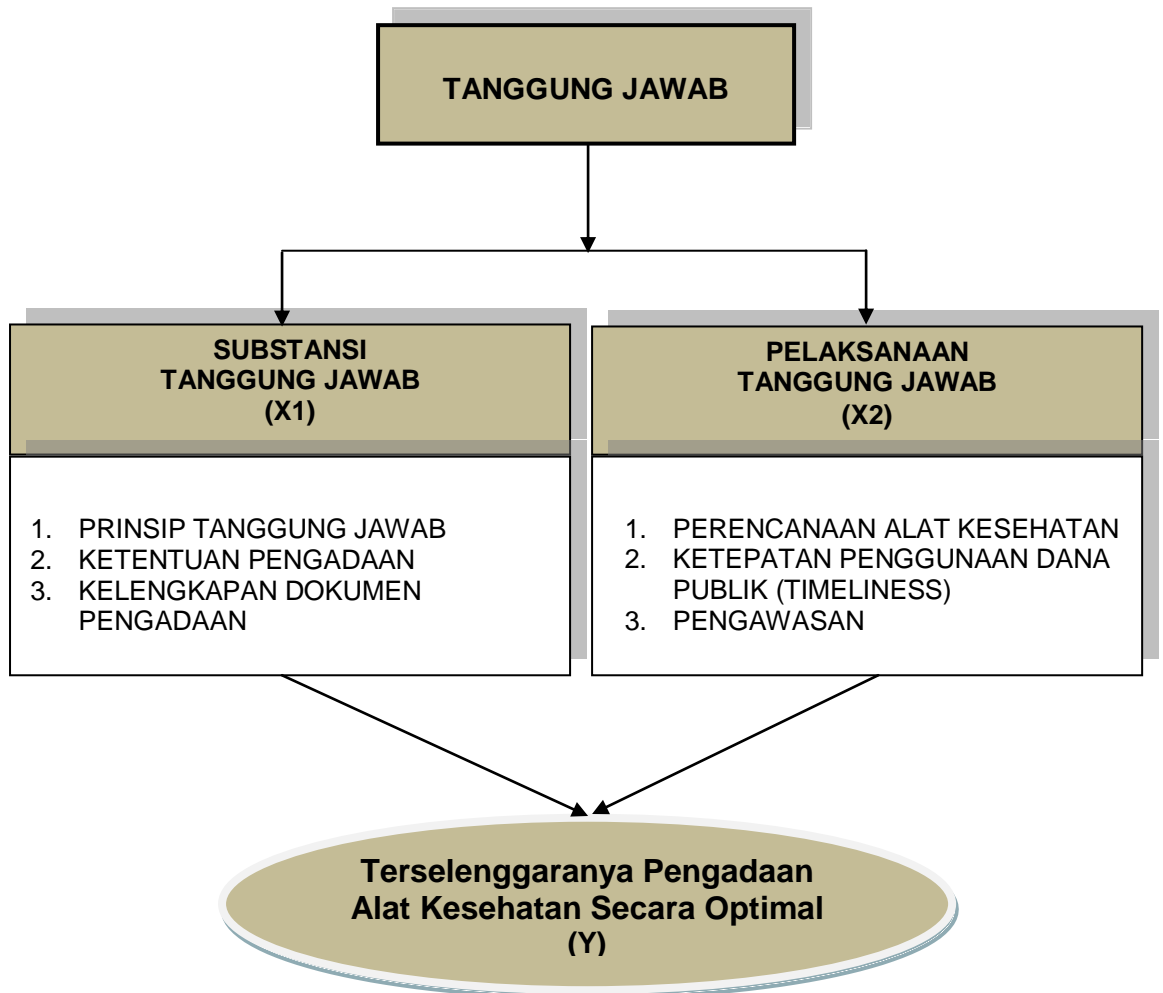 TANGGUNG JAWAB
SUBSTANSI
TANGGUNG JAWAB
(X1)
1. PRINSIP TANGGUNG JAWAB
2. KETENTUAN PENGADAAN
3. KELENGKAPAN DOKUMEN
PENGADAAN
PELAKSANAAN
TANGGUNG JAWAB
(X2)
1. PERENCANAAN ALAT KESEHATAN
2. KETEPATAN PENGGUNAAN DANA
PUBLIK (TIMELINESS)
3. PENGAWASAN
Terselenggaranya Pengadaan
Alat Kesehatan Secara Optimal
(Y)